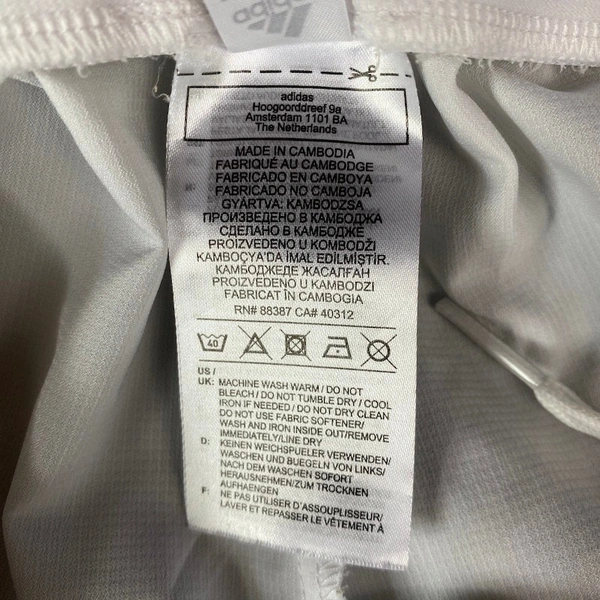 adidas
adidas
Hoogoorddreef 9a
Amsterdam 1101 BA
The Netherlands
MADE IN CAMBODIA
FABRIQUÉ AU CAMBODGE
FABRICADO EN CAMBOYA
FABRICADO NO CAMBOJA
GYÁRTVA: KAMBODZSA
ПРОИЗВЕДЕНО В КАМБОДЖА
СДЕЛАНО В КАМБОДЖЕ
PROIZVEDENO U KOMBODŽI
KAMBOÇYA'DA İMAL EDİLMİŞTİR.
КАМБОДЖЕДЕ ЖАСАЛҒАН
PROIZVEDENO U KAMBODZI
FABRICAT ÎN CAMBOGIA
RN# 88387 CA# 40312
40
US /
UK: MACHINE WASH WARM / DO NOT
BLEACH / DO NOT TUMBLE DRY / COOL
IRON IF NEEDED / DO NOT DRY CLEAN
DO NOT USE FABRIC SOFTENER/
WASH AND IRON INSIDE OUT/REMOVE
IMMEDIATELY/LINE DRY
D: KEINEN WEICHSPUELER VERWENDEN/
WASCHEN UND BUEGELN VON LINKS/
NACH DEM WASCHEN SOFORT
HERAUSNEHMEN/ZUM TROCKNEN
AUFHAENGEN
F: NE PAS UTILISER D'ASSOUPLISSEUR/
LAVER ET REPASSER LE VÊTEMENT À